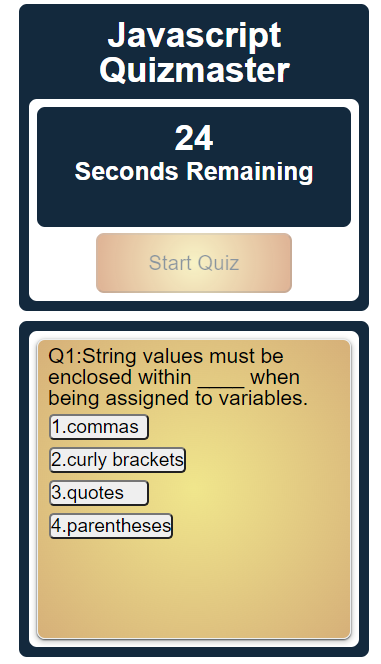 Javascript
Quizmaster
24
Seconds Remaining
Start Quiz
Q1:String values must be
enclosed within ____ when
being assigned to variables.
1.commas
2.curly brackets
3.quotes
4.parentheses